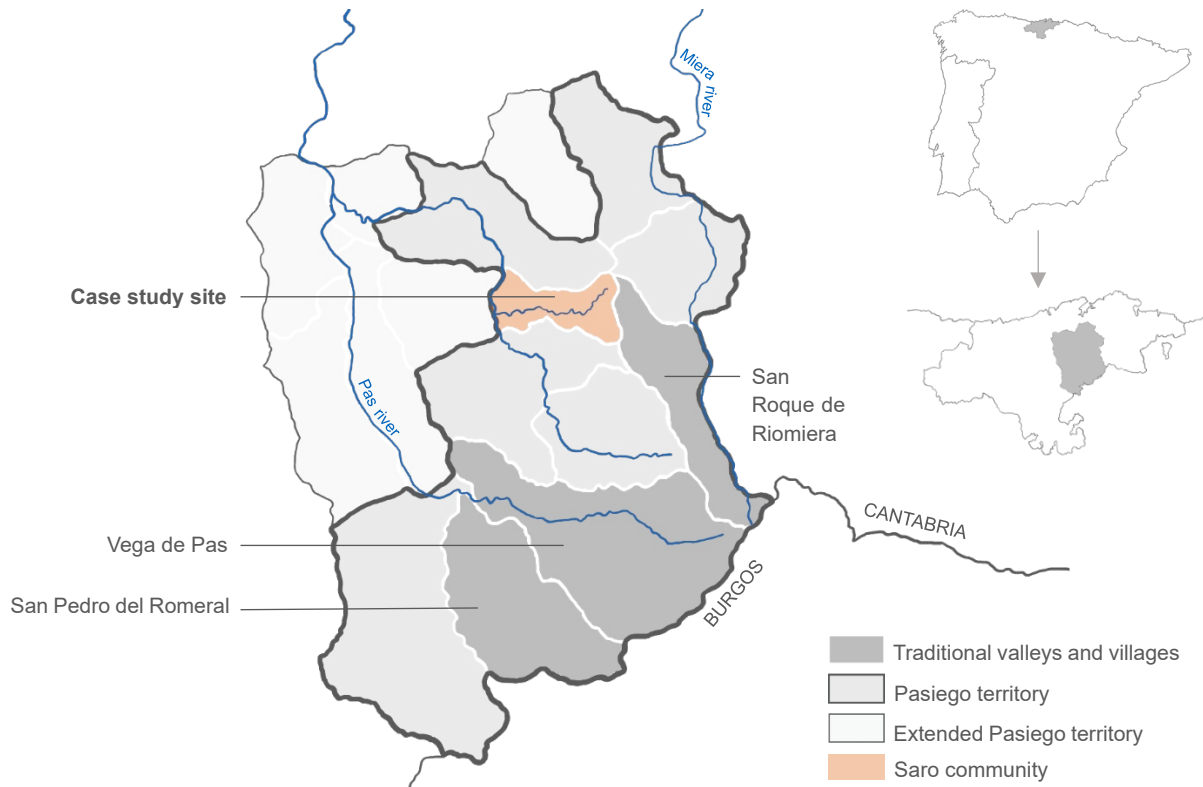 Miera river
Case study site
Pas river
San
Roque de
Riomiera
CANTABRIA
Vega de Pas
BURGOS
San Pedro del Romeral
Traditional valleys and villages
Pasiego territory
Extended Pasiego territory
Saro community